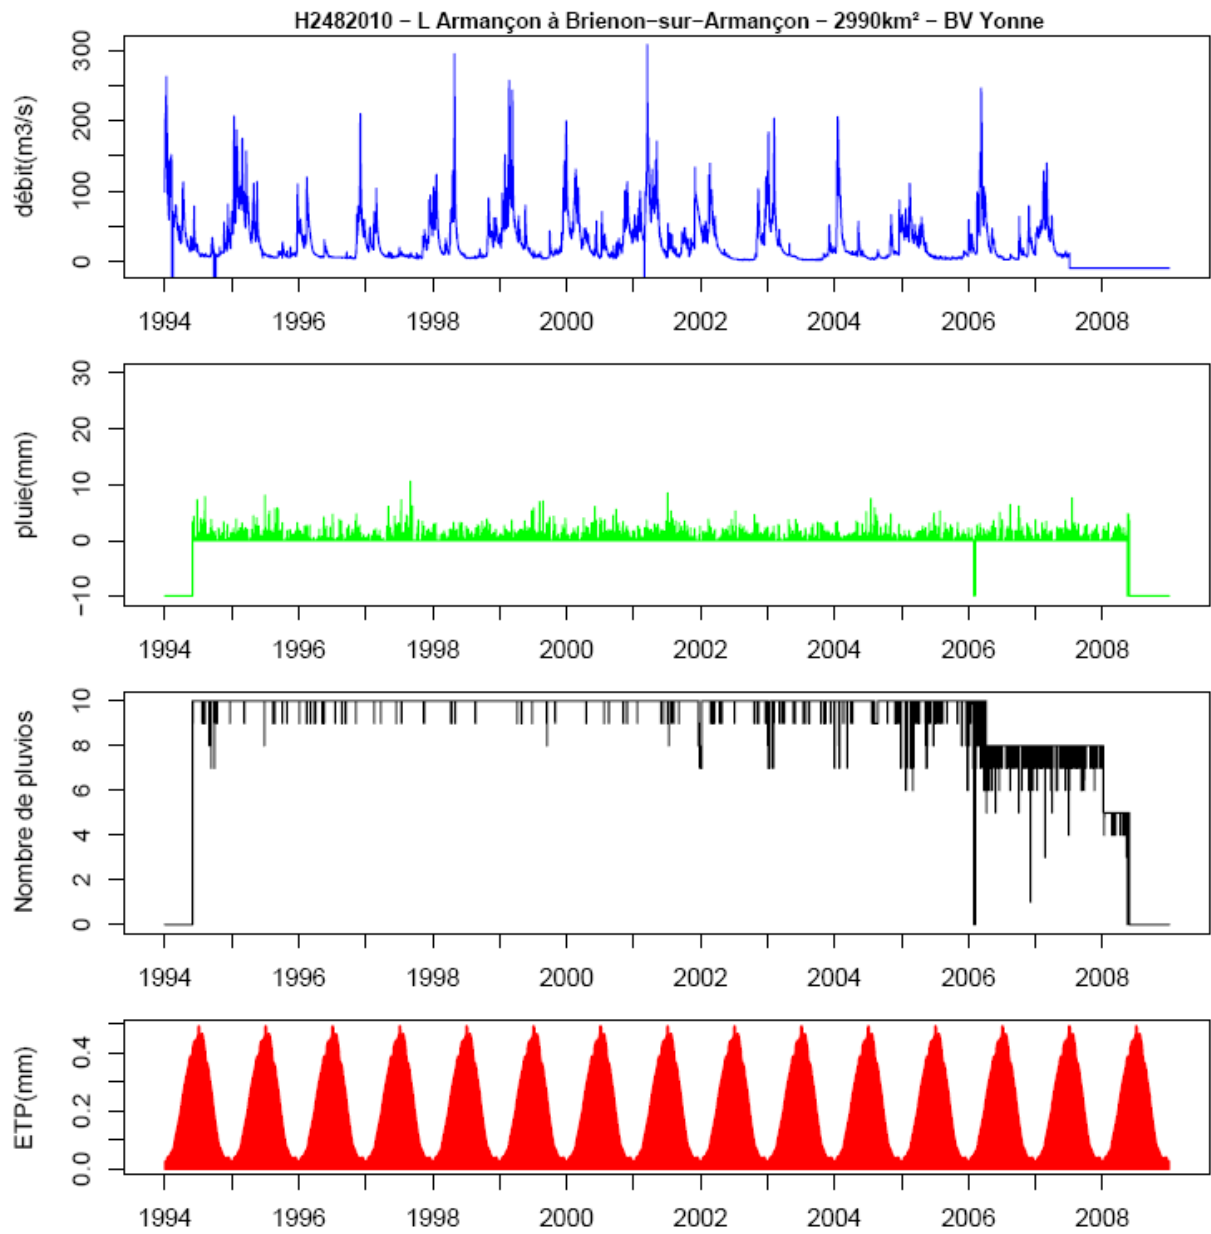 H2482010 − L Armançon à Brienon−sur−Armançon − 2990km² − BV Yonne
débit(m3/s)
300
200
100
0
1994 1996 1998 2000 2002 2004 2006 2008
pluie(mm)
30
20
10
0
−10
1994 1996 1998 2000 2002 2004 2006 2008
Nombre de pluvios
10
8
6
4
2
0
1994 1996 1998 2000 2002 2004 2006 2008
ETP(mm)
0.4
0.2
0.0
1994 1996 1998 2000 2002 2004 2006 2008